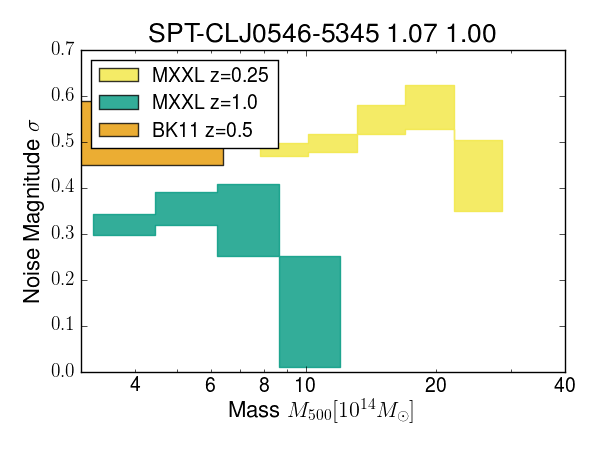 SPT-CLJ0546-5345 1.07 1.00
0.7
0.6
0.5
0.4
0.3
0.2
0.1
0.0
Noise Magnitude σ
MXXL z=0.25
MXXL z=1.0
BK11 z=0.5
4 6 8 10 20 40
Mass M₅₀₀[10¹⁴M⊙]